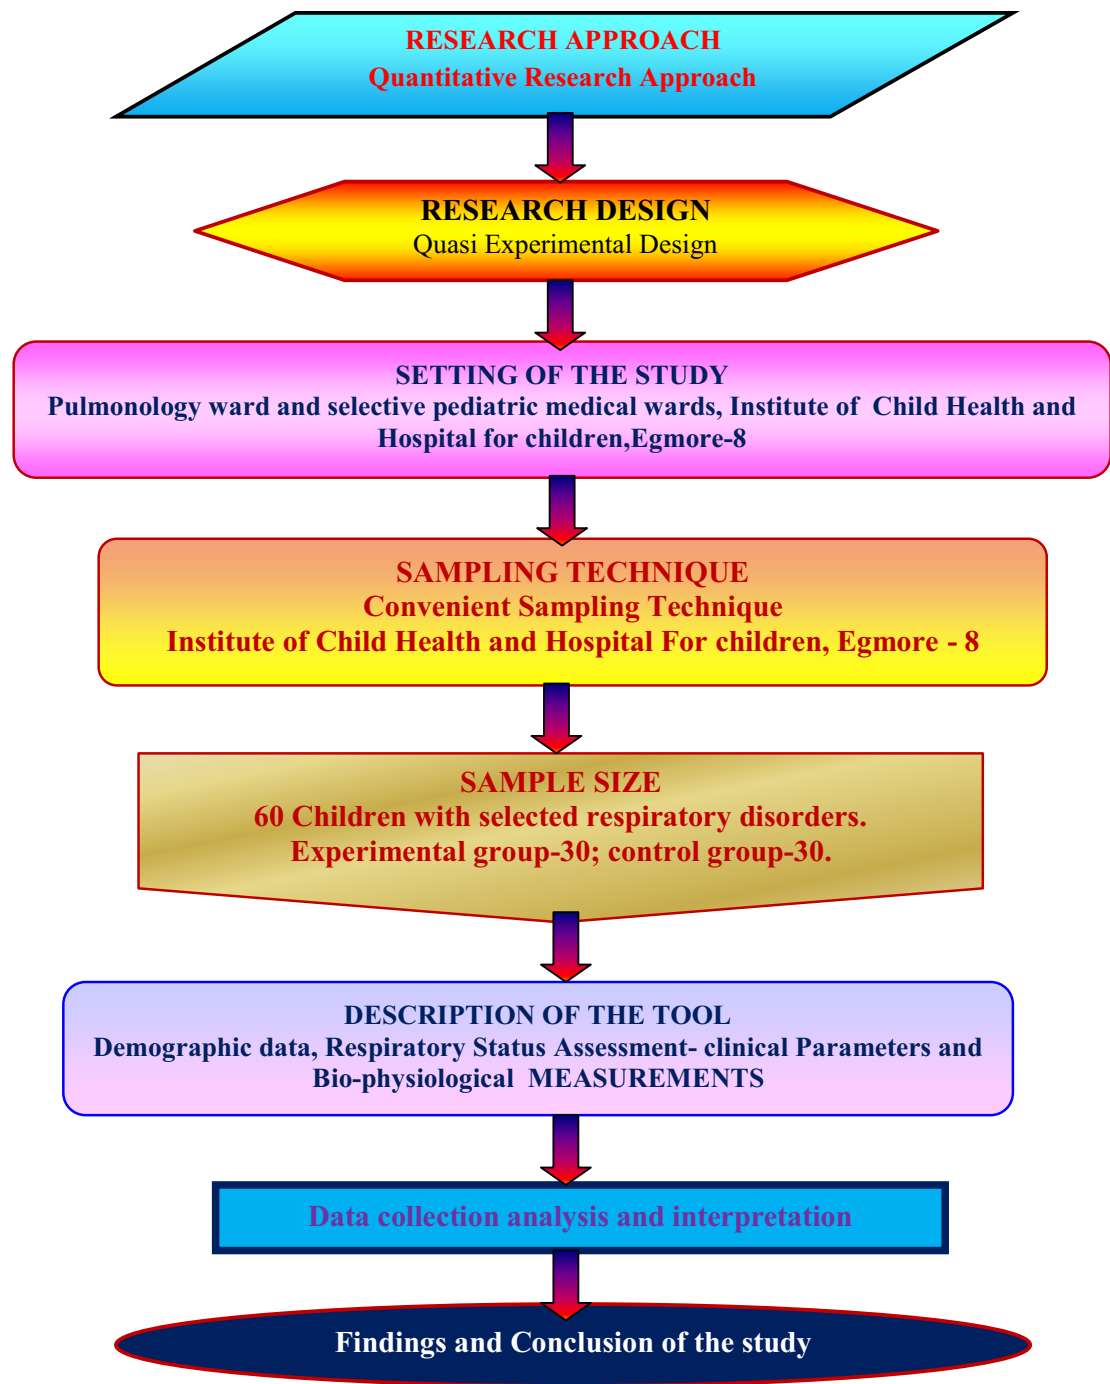 RESEARCH APPROACH
Quantitative Research Approach
RESEARCH DESIGN
Quasi Experimental Design
SETTING OF THE STUDY
Pulmonology ward and selective pediatric medical wards, Institute of Child Health and
Hospital for children,Egmore-8
SAMPLING TECHNIQUE
Convenient Sampling Technique
Institute of Child Health and Hospital For children, Egmore - 8
SAMPLE SIZE
60 Children with selected respiratory disorders.
Experimental group-30; control group-30.
DESCRIPTION OF THE TOOL
Demographic data, Respiratory Status Assessment- clinical Parameters and
Bio-physiological MEASUREMENTS
Data collection analysis and interpretation
Findings and Conclusion of the study